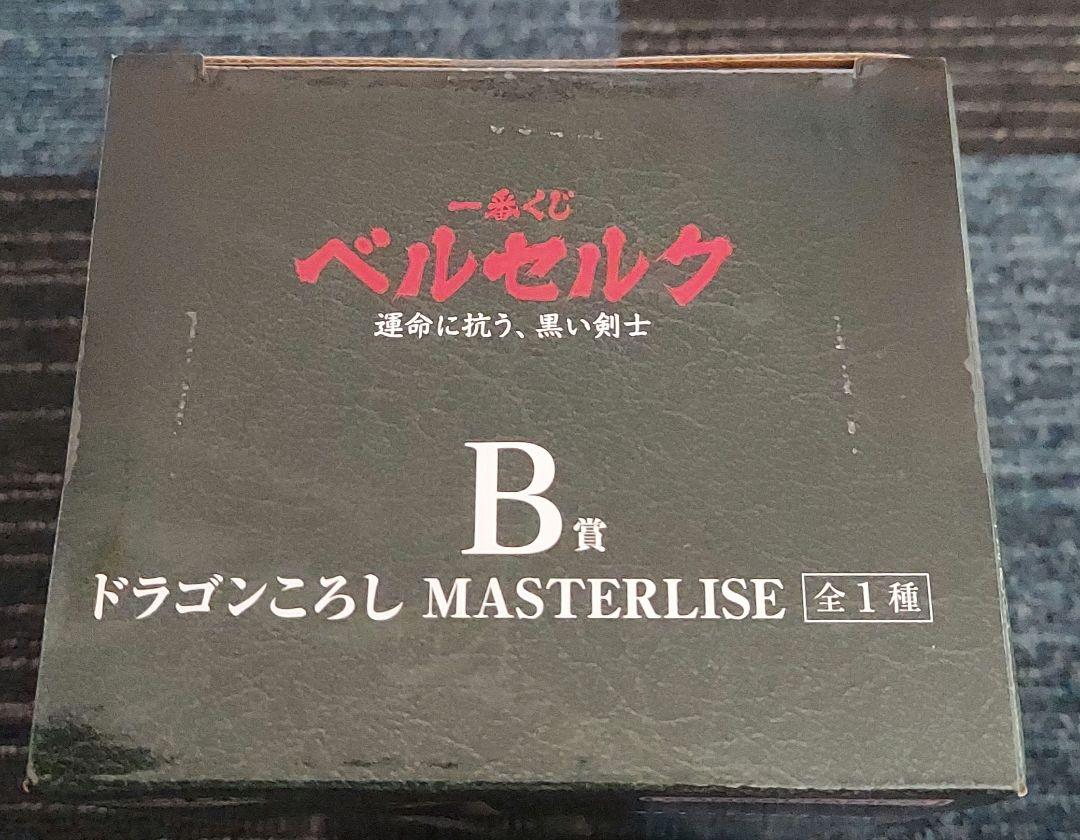 一番くじ
ベルセルク
運命に抗う、黒い剣士
B賞
ドラゴンころし MASTERLISE 全1種